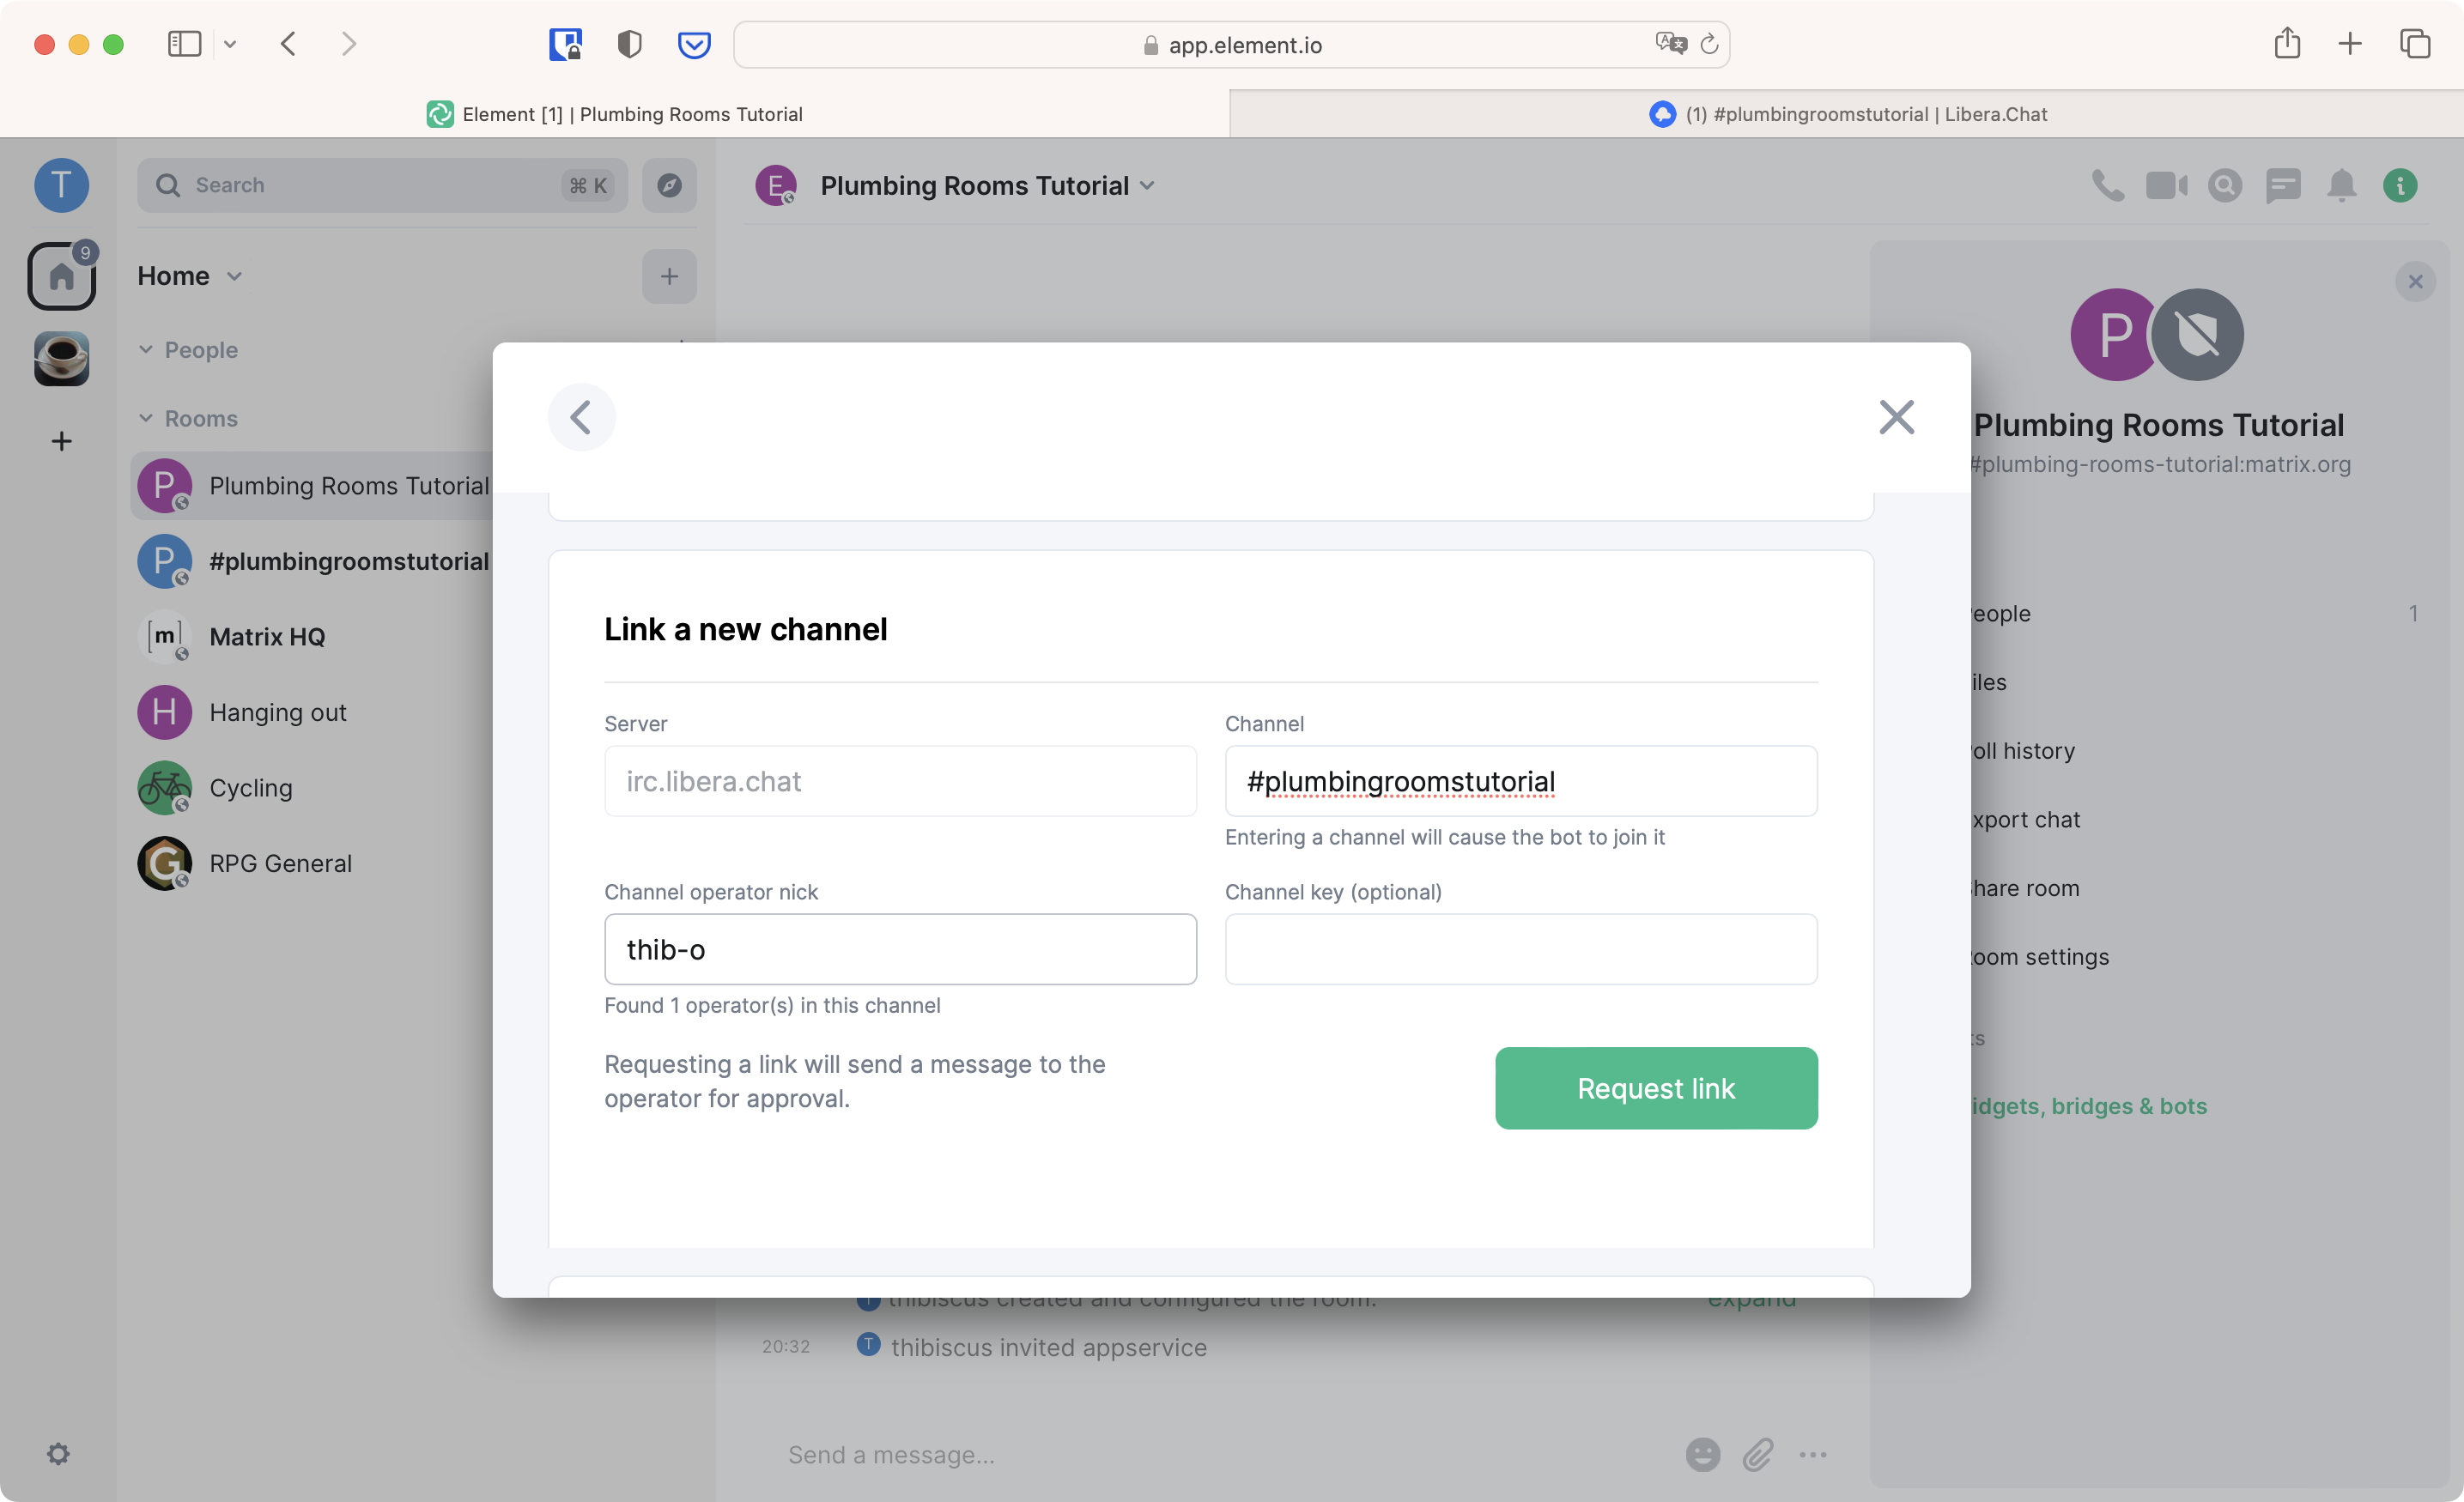 app.element.io
Element [1] | Plumbing Rooms Tutorial
(1) #plumbingroomstutorial | Libera.Chat
T
Search
⌘ K
E
Plumbing Rooms Tutorial
9
Home
People
Rooms
P
Plumbing Rooms Tutorial
P
#plumbingroomstutorial
[m]
Matrix HQ
H
Hanging out
Cycling
G
RPG General
Link a new channel
Server
Channel
irc.libera.chat
#plumbingroomstutorial
Entering a channel will cause the bot to join it
Channel operator nick
Channel key (optional)
thib-o
Found 1 operator(s) in this channel
Requesting a link will send a message to the
operator for approval.
Request link
thibiscus created and configured the room.
expand
20:32
T
thibiscus invited appservice
Send a message...
P
Plumbing Rooms Tutorial
#plumbing-rooms-tutorial:matrix.org
eople
1
iles
oll history
xport chat
hare room
oom settings
ts
idgets, bridges & bots